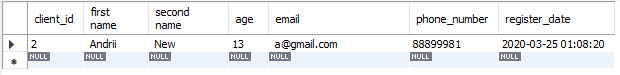 client_id first name second name age email phone_number register_date
2 Andrii New 13 a@gmail.com 88899981 2020-03-25 01:08:20
NULL NULL NULL NULL NULL NULL NULL